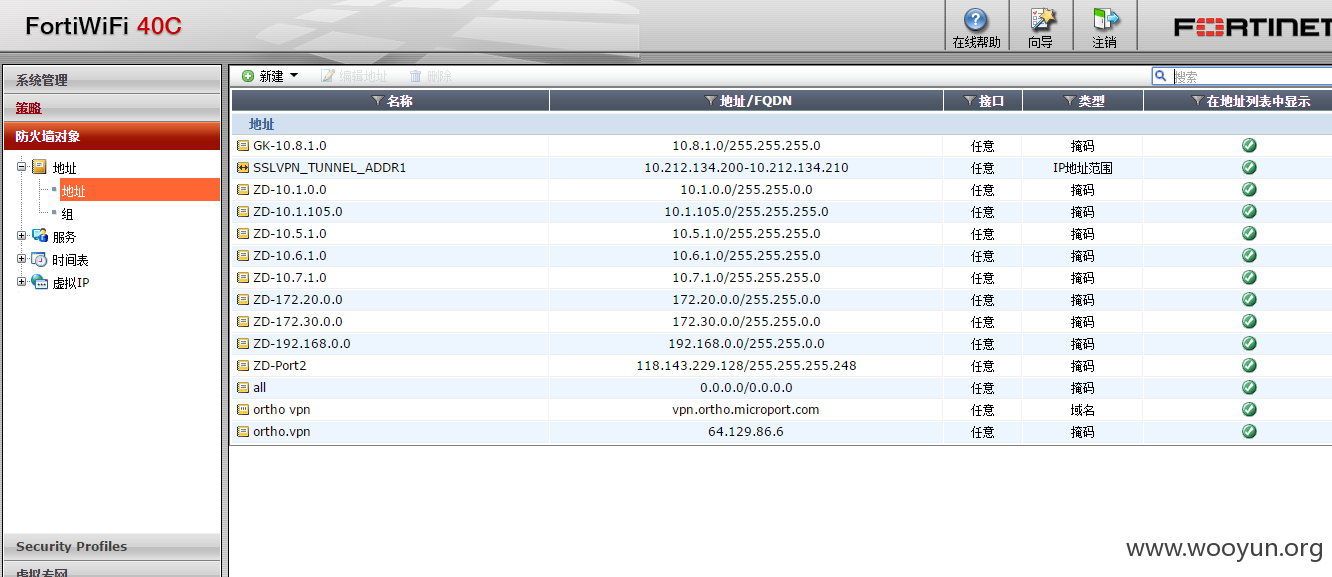 FortiWiFi 40C
在线帮助
向导
注销
FORTINET
系统管理
策略
防火墙对象
地址
地址
组
服务
时间表
虚拟IP
Security Profiles
虚拟专网
新建 编辑地址 删除 搜索
名称 地址/FQDN 接口 类型 在地址列表中显示
地址
GK-10.8.1.0 10.8.1.0/255.255.255.0 任意 掩码
SSLVPN_TUNNEL_ADDR1 10.212.134.200-10.212.134.210 任意 IP地址范围
ZD-10.1.0.0 10.1.0.0/255.255.0.0 任意 掩码
ZD-10.1.105.0 10.1.105.0/255.255.255.0 任意 掩码
ZD-10.5.1.0 10.5.1.0/255.255.255.0 任意 掩码
ZD-10.6.1.0 10.6.1.0/255.255.255.0 任意 掩码
ZD-10.7.1.0 10.7.1.0/255.255.255.0 任意 掩码
ZD-172.20.0.0 172.20.0.0/255.255.0.0 任意 掩码
ZD-172.30.0.0 172.30.0.0/255.255.0.0 任意 掩码
ZD-192.168.0.0 192.168.0.0/255.255.0.0 任意 掩码
ZD-Port2 118.143.229.128/255.255.255.248 任意 掩码
all 0.0.0.0/0.0.0.0 任意 掩码
ortho vpn vpn.ortho.microport.com 任意 域名
ortho.vpn 64.129.86.6 任意 掩码
www.wooyun.org